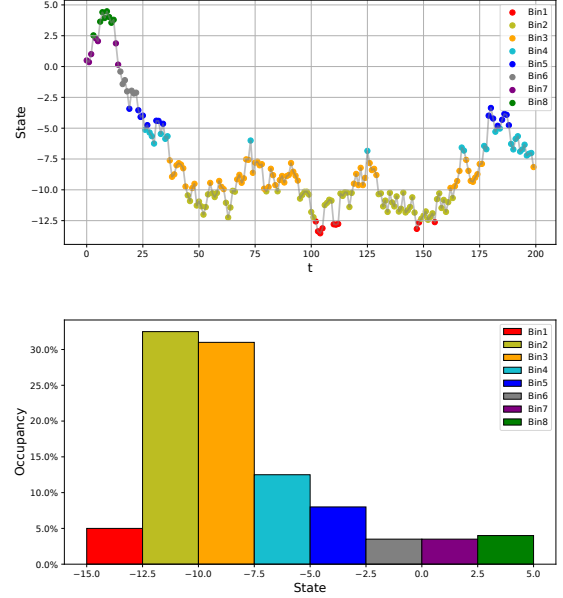 5.0
2.5
0.0
−2.5
−5.0
−7.5
−10.0
−12.5
State
0 25 50 75 100 125 150 175 200
t
Bin1
Bin2
Bin3
Bin4
Bin5
Bin6
Bin7
Bin8
30.0%
25.0%
20.0%
15.0%
10.0%
5.0%
0.0%
Occupancy
−15.0 −12.5 −10.0 −7.5 −5.0 −2.5 0.0 2.5 5.0
State
Bin1
Bin2
Bin3
Bin4
Bin5
Bin6
Bin7
Bin8